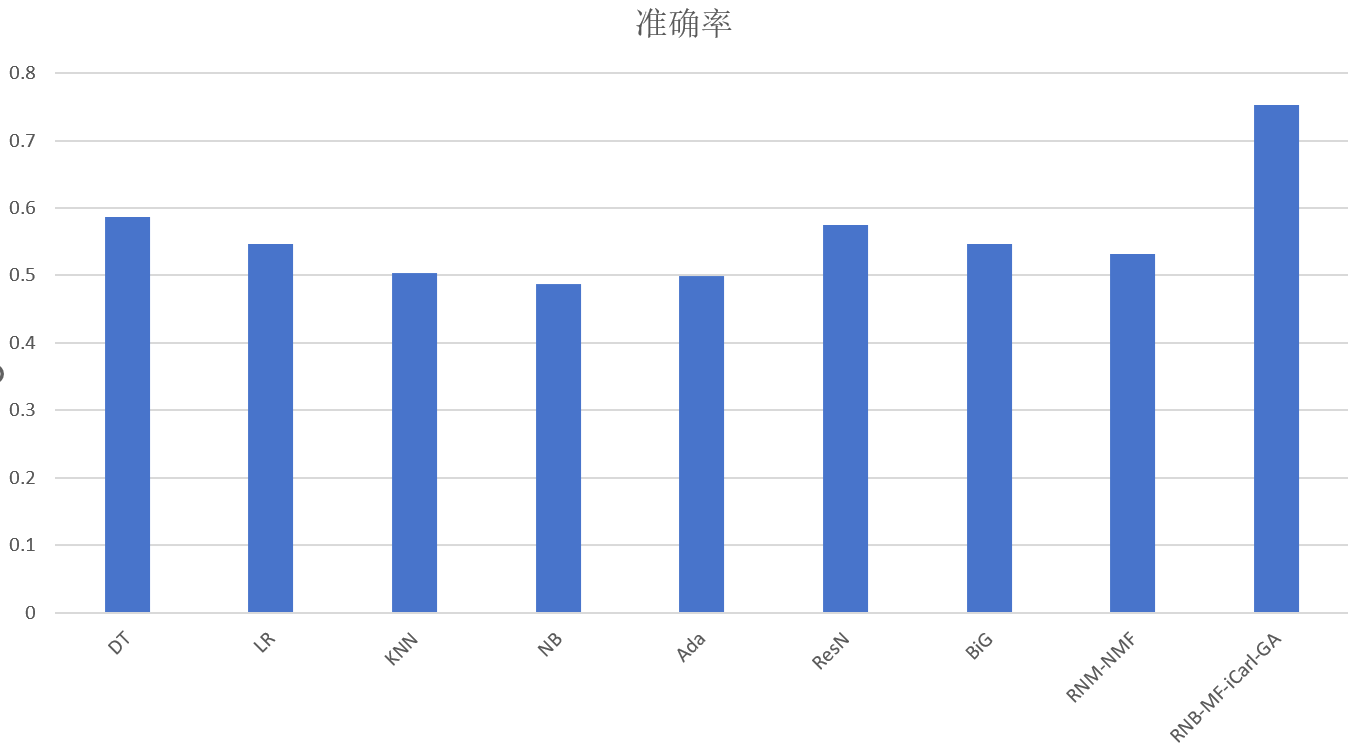 准确率
0.8
0.7
0.6
0.5
0.4
0.3
0.2
0.1
0
DT
LR
KNN
NB
Ada
ResN
BiG
RNM-NMF
RNB-MF-iCarl-GA